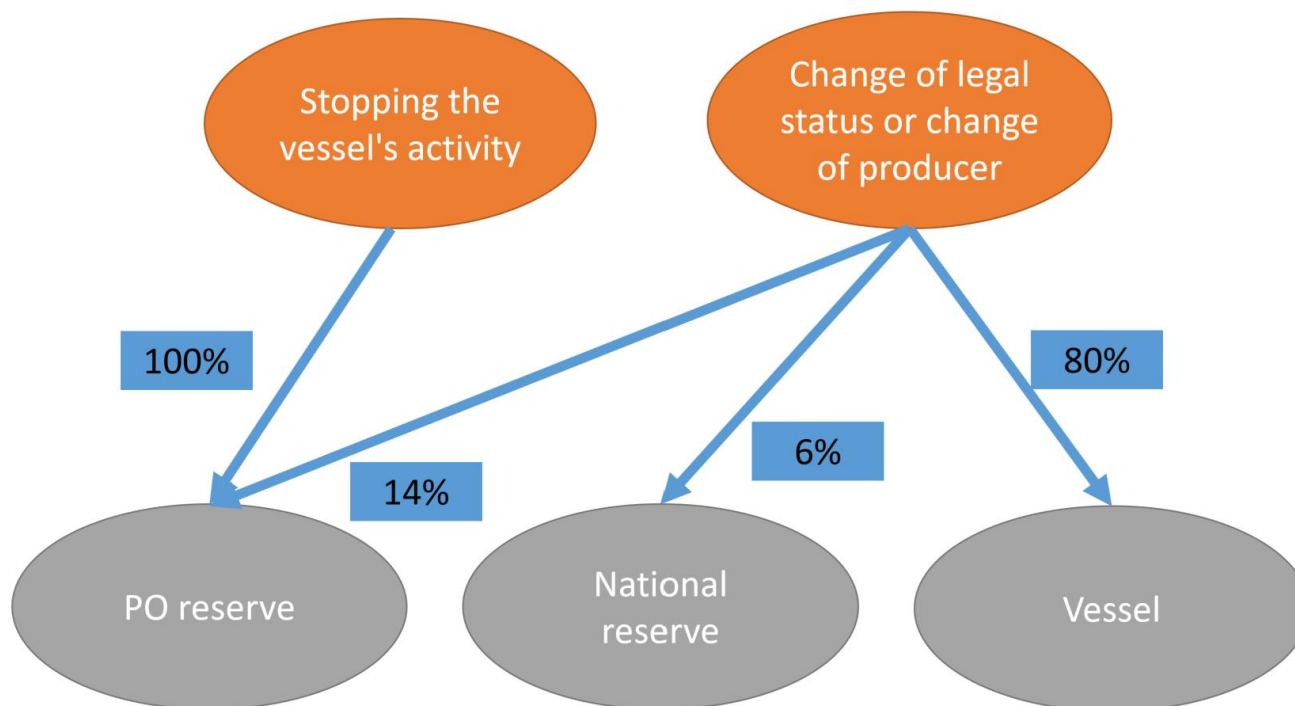 Stopping the
vessel's activity
Change of legal
status or change
of producer
100%
80%
6%
14%
PO reserve
National
reserve
Vessel